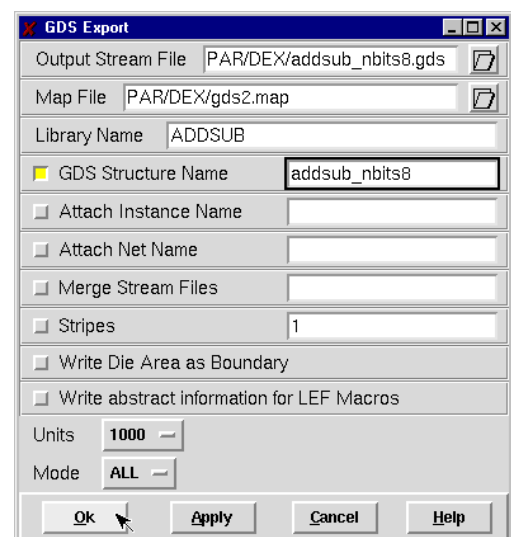 GDS Export
Output Stream File PAR/DEX/addsub_nbits8.gds
Map File PAR/DEX/gds2.map
Library Name ADDSUB
GDS Structure Name addsub_nbits8
Attach Instance Name
Attach Net Name
Merge Stream Files
Stripes 1
Write Die Area as Boundary
Write abstract information for LEF Macros
Units 1000
Mode ALL
Ok Apply Cancel Help